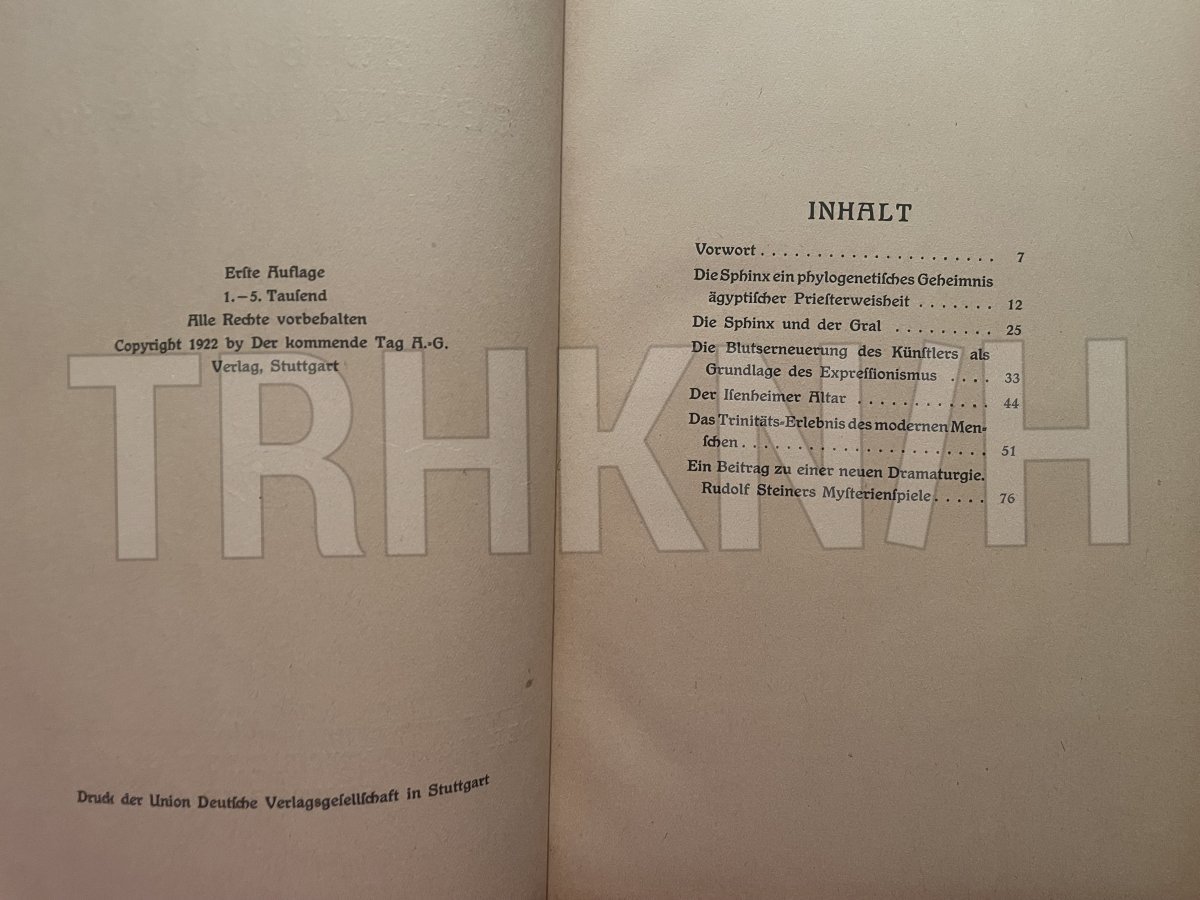 Erſte Auflage
1.–5. Tauſend
Alle Rechte vorbehalten
Copyright 1922 by Der kommende Tag A.-G.
Verlag, Stuttgart
Druck der Union Deutſche Verlagsgeſellſchaft in Stuttgart
INHALT
Vorwort . . . . . . . . . . . . . . . . . . . . . . 7
Die Sphinx ein phylogenetiſches Geheimnis
ägyptiſcher Prieſterweisheit . . . . . . . 12
Die Sphinx und der Gral . . . . . . . . . 25
Die Blutserneuerung des Künſtlers als
Grundlage des Expreſſionismus . . . . 33
Der Iſenheimer Altar . . . . . . . . . . . . 44
Das Trinitäts-Erlebnis des modernen Men-
ſchen . . . . . . . . . . . . . . . . . . . . . . 51
Ein Beitrag zu einer neuen Dramaturgie.
Rudolf Steiners Myſterienſpiele . . . . . 76
TRHKN/H